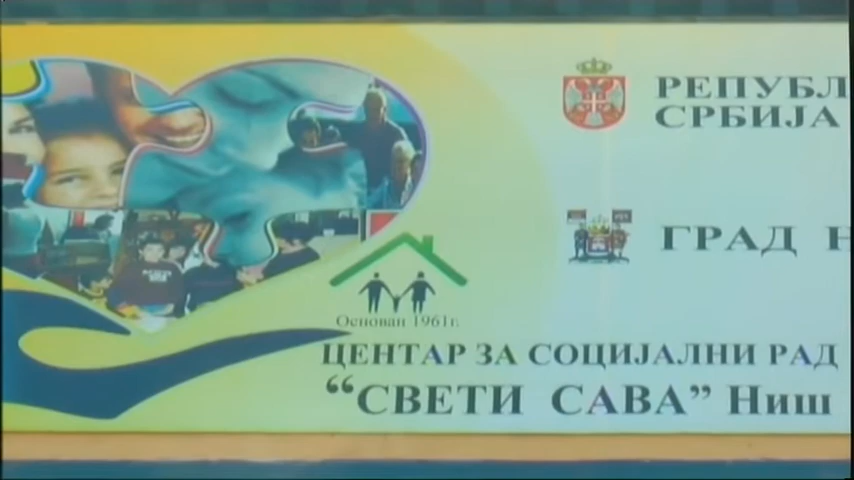 РЕПУБЛ
СРБИЈА
ГРАД Н
Основан 1961г.
ЦЕНТАР ЗА СОЦИЈАЛНИ РАД
“СВЕТИ САВА” Ниш